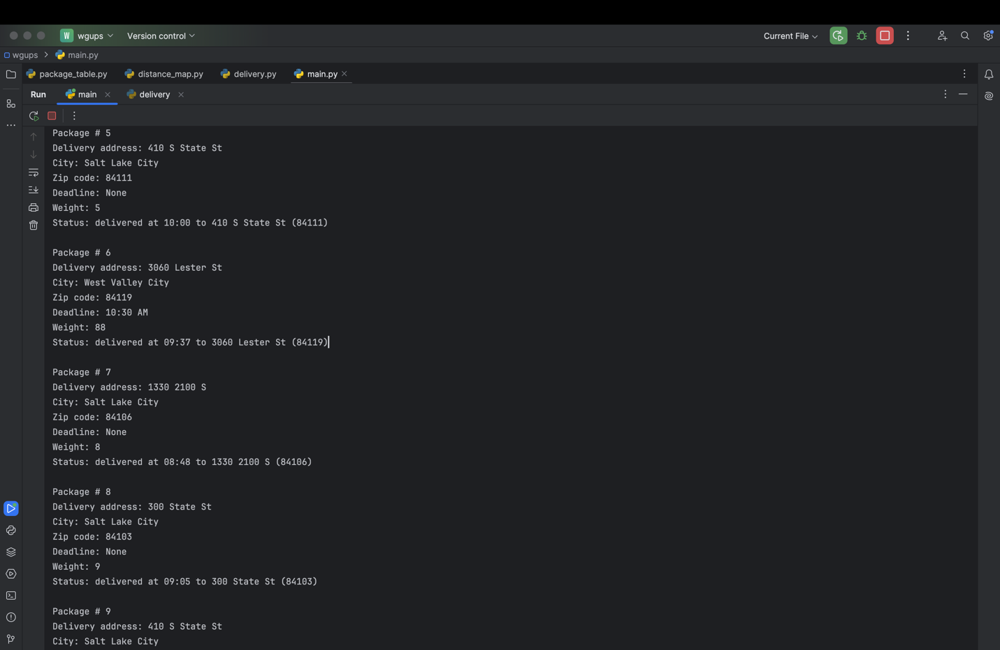 W wgups Version control Current File
wgups > main.py
package_table.py distance_map.py delivery.py main.py
Run main delivery
Package # 5
Delivery address: 410 S State St
City: Salt Lake City
Zip code: 84111
Deadline: None
Weight: 5
Status: delivered at 10:00 to 410 S State St (84111)
Package # 6
Delivery address: 3060 Lester St
City: West Valley City
Zip code: 84119
Deadline: 10:30 AM
Weight: 88
Status: delivered at 09:37 to 3060 Lester St (84119)
Package # 7
Delivery address: 1330 2100 S
City: Salt Lake City
Zip code: 84106
Deadline: None
Weight: 8
Status: delivered at 08:48 to 1330 2100 S (84106)
Package # 8
Delivery address: 300 State St
City: Salt Lake City
Zip code: 84103
Deadline: None
Weight: 9
Status: delivered at 09:05 to 300 State St (84103)
Package # 9
Delivery address: 410 S State St
City: Salt Lake City